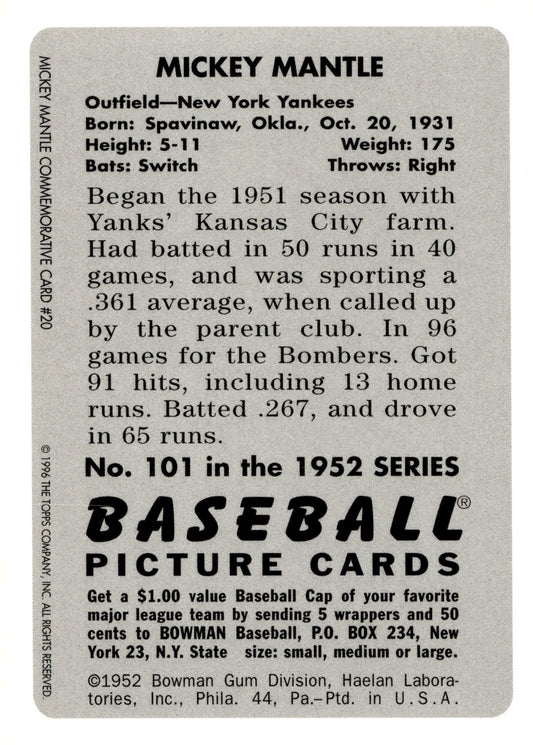 MICKEY MANTLE
Outfield—New York Yankees
Born: Spavinaw, Okla., Oct. 20, 1931
Height: 5-11 Weight: 175
Bats: Switch Throws: Right
Began the 1951 season with
Yanks' Kansas City farm.
Had batted in 50 runs in 40
games, and was sporting a
.361 average, when called up
by the parent club. In 96
games for the Bombers. Got
91 hits, including 13 home
runs. Batted .267, and drove
in 65 runs.
No. 101 in the 1952 SERIES
BASEBALL®
PICTURE CARDS
Get a $1.00 value Baseball Cap of your favorite
major league team by sending 5 wrappers and 50
cents to BOWMAN Baseball, P.O. BOX 234, New
York 23, N.Y. State size: small, medium or large.
©1952 Bowman Gum Division, Haelan Labora-
tories, Inc., Phila. 44, Pa.–Ptd. in U.S.A.
MICKEY MANTLE COMMEMORATIVE CARD #20
© 1996 THE TOPPS COMPANY, INC. ALL RIGHTS RESERVED.